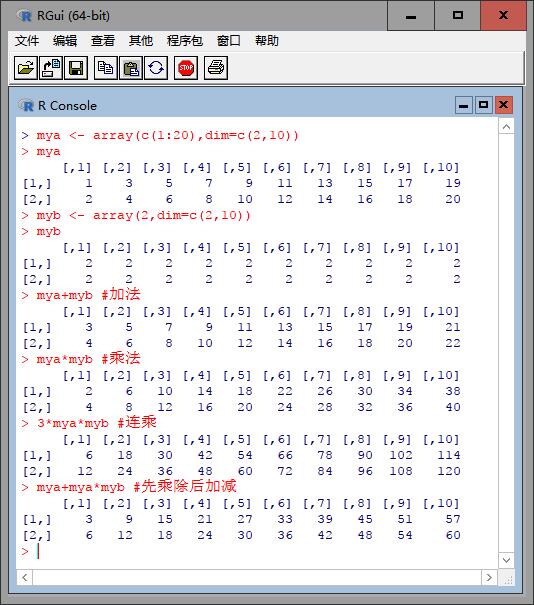 RGui (64-bit)
文件 编辑 查看 其他 程序包 窗口 帮助
STOP
R Console
> mya <- array(c(1:20),dim=c(2,10))
> mya
     [,1] [,2] [,3] [,4] [,5] [,6] [,7] [,8] [,9] [,10]
[1,]    1    3    5    7    9   11   13   15   17    19
[2,]    2    4    6    8   10   12   14   16   18    20
> myb <- array(2,dim=c(2,10))
> myb
     [,1] [,2] [,3] [,4] [,5] [,6] [,7] [,8] [,9] [,10]
[1,]    2    2    2    2    2    2    2    2    2     2
[2,]    2    2    2    2    2    2    2    2    2     2
> mya+myb #加法
     [,1] [,2] [,3] [,4] [,5] [,6] [,7] [,8] [,9] [,10]
[1,]    3    5    7    9   11   13   15   17   19    21
[2,]    4    6    8   10   12   14   16   18   20    22
> mya*myb #乘法
     [,1] [,2] [,3] [,4] [,5] [,6] [,7] [,8] [,9] [,10]
[1,]    2    6   10   14   18   22   26   30   34    38
[2,]    4    8   12   16   20   24   28   32   36    40
> 3*mya*myb #连乘
     [,1] [,2] [,3] [,4] [,5] [,6] [,7] [,8] [,9] [,10]
[1,]    6   18   30   42   54   66   78   90  102   114
[2,]   12   24   36   48   60   72   84   96  108   120
> mya+mya*myb #先乘除后加减
     [,1] [,2] [,3] [,4] [,5] [,6] [,7] [,8] [,9] [,10]
[1,]    3    9   15   21   27   33   39   45   51    57
[2,]    6   12   18   24   30   36   42   48   54    60
>